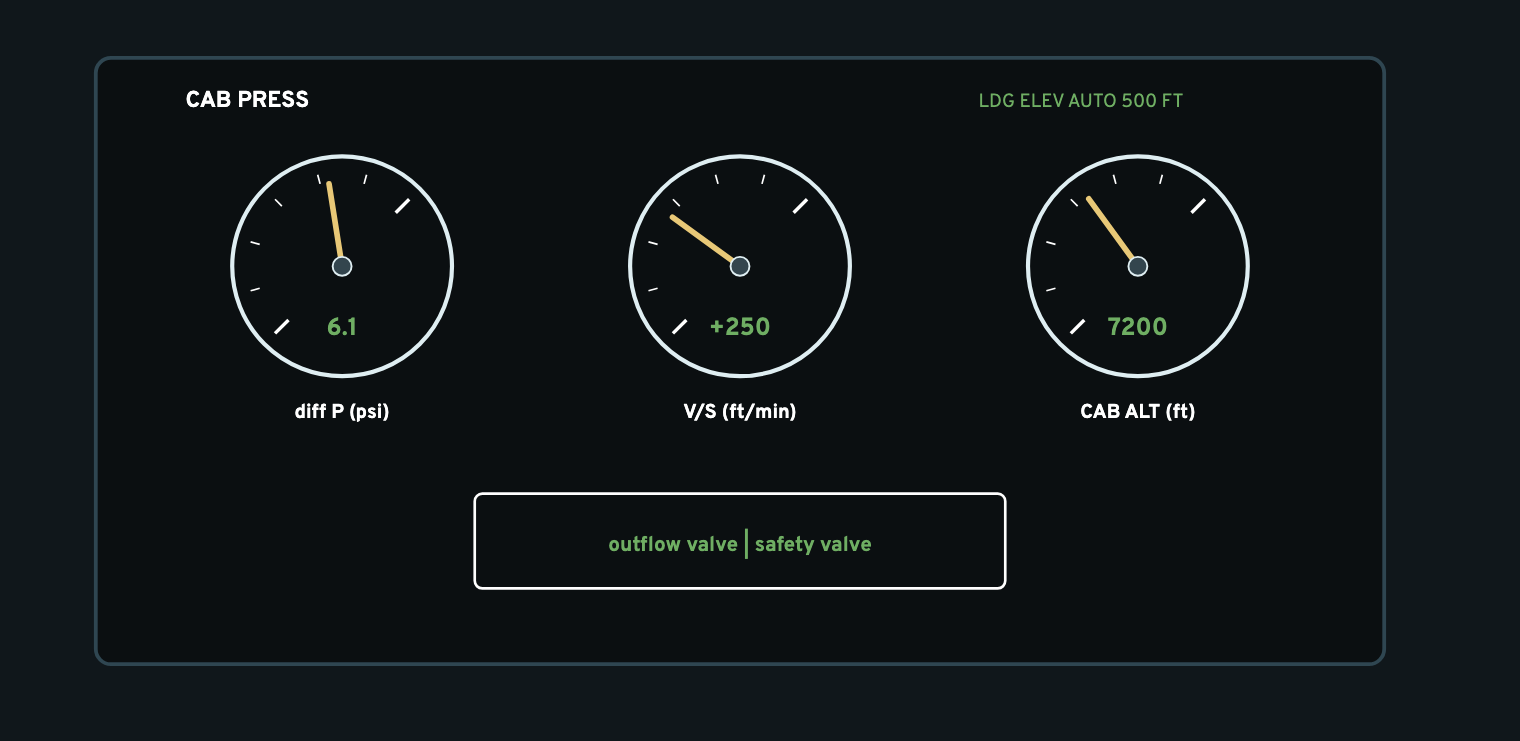 CAB PRESS
LDG ELEV AUTO 500 FT
6.1
+250
7200
diff P (psi)
V/S (ft/min)
CAB ALT (ft)
outflow valve | safety valve